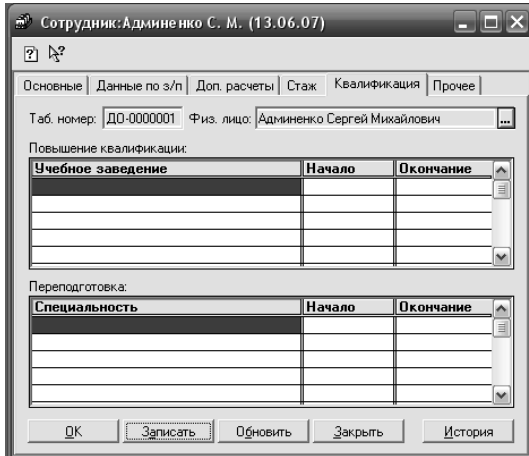 Сотрудник:Админенко С. М. (13.06.07)
Основные Данные по з/п Доп. расчеты Стаж Квалификация Прочее
Таб. номер: ДО-0000001 Физ. лицо: Админенко Сергей Михайлович ...
Повышение квалификации:
Учебное заведение Начало Окончание
Переподготовка:
Специальность Начало Окончание
OK Записать Обновить Закрыть История